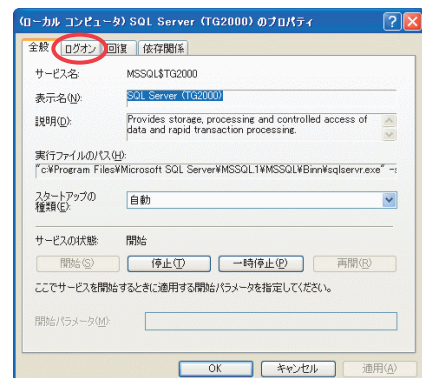 (ローカル コンピュータ) SQL Server (TG2000) のプロパティ
全般 ログオン 回復 依存関係
サービス名: MSSQL$TG2000
表示名(N): SQL Server (TG2000)
説明(D): Provides storage, processing and controlled access of
data and rapid transaction processing.
実行ファイルのパス(H):
"c:¥Program Files¥Microsoft SQL Server¥MSSQL.1¥MSSQL¥Binn¥sqlservr.exe" -s
スタートアップの
種類(E): 自動
サービスの状態: 開始
開始(S) 停止(T) 一時停止(P) 再開(R)
ここでサービスを開始するときに適用する開始パラメータを指定してください。
開始パラメータ(M):
OK キャンセル 適用(A)